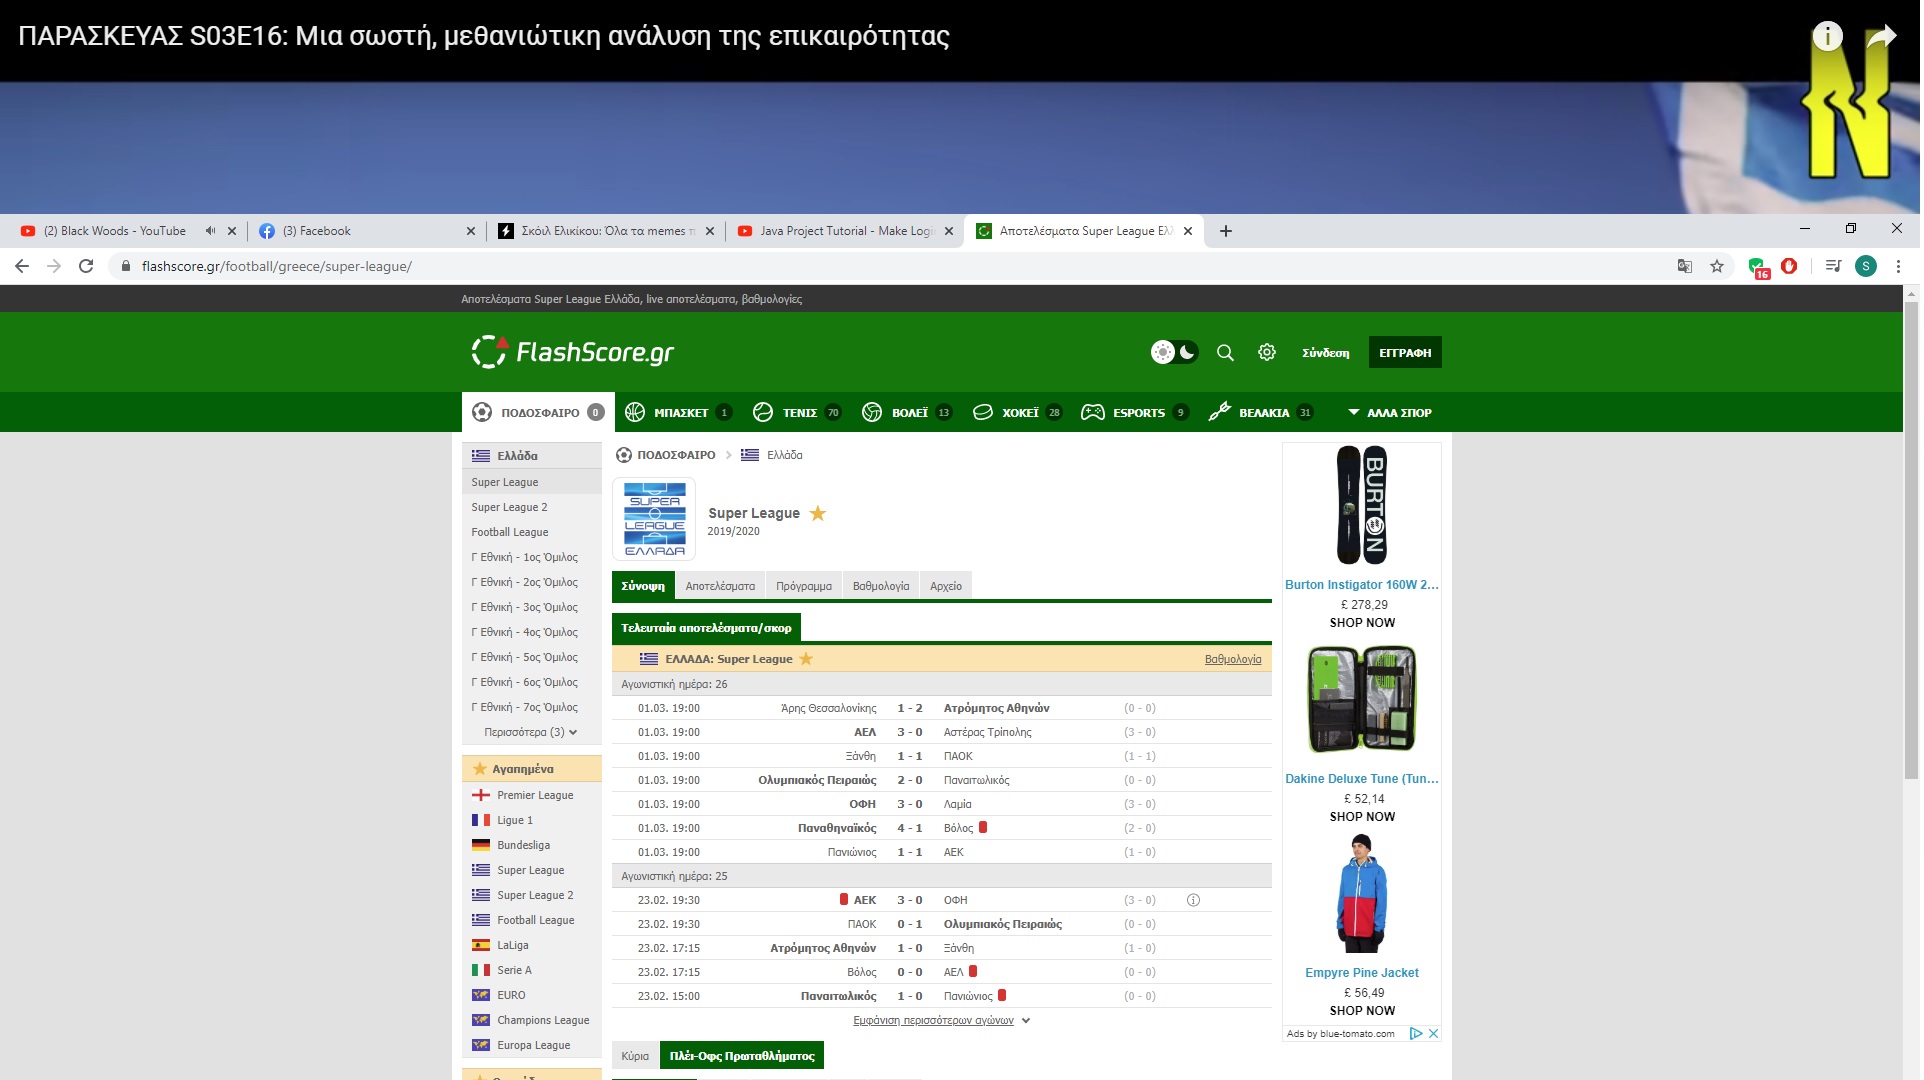 ΠΑΡΑΣΚΕΥΑΣ S03E16: Μια σωστή, μεθανιώτικη ανάλυση της επικαιρότητας
(2) Black Woods - YouTube
(3) Facebook
Σκόιλ Ελικίκου: Όλα τα memes
Java Project Tutorial - Make Logi
Αποτελέσματα Super League Ελ
flashscore.gr/football/greece/super-league/
16
S
Αποτελέσματα Super League Ελλάδα, live αποτελέσματα, βαθμολογίες
FlashScore.gr
Σύνδεση
ΕΓΓΡΑΦΗ
ΠΟΔΟΣΦΑΙΡΟ 0
ΜΠΑΣΚΕΤ 1
ΤΕΝΙΣ 70
ΒΟΛΕΪ 13
ΧΟΚΕΪ 28
ESPORTS 9
ΒΕΛΑΚΙΑ 31
ΑΛΛΑ ΣΠΟΡ
Ελλάδα
Super League
Super League 2
Football League
Γ Εθνική - 1ος Όμιλος
Γ Εθνική - 2ος Όμιλος
Γ Εθνική - 3ος Όμιλος
Γ Εθνική - 4ος Όμιλος
Γ Εθνική - 5ος Όμιλος
Γ Εθνική - 6ος Όμιλος
Γ Εθνική - 7ος Όμιλος
Περισσότερα (3)
Αγαπημένα
Premier League
Ligue 1
Bundesliga
Super League
Super League 2
Football League
LaLiga
Serie A
EURO
Champions League
Europa League
ΠΟΔΟΣΦΑΙΡΟ
Ελλάδα
SUPER
LEAGUE
ΕΛΛΑΔΑ
Super League
2019/2020
Σύνοψη
Αποτελέσματα
Πρόγραμμα
Βαθμολογία
Αρχείο
Τελευταία αποτελέσματα/σκορ
ΕΛΛΑΔΑ: Super League
Βαθμολογία
Αγωνιστική ημέρα: 26
01.03. 19:00 Άρης Θεσσαλονίκης 1 - 2 Ατρόμητος Αθηνών (0 - 0)
01.03. 19:00 ΑΕΛ 3 - 0 Αστέρας Τρίπολης (3 - 0)
01.03. 19:00 Ξάνθη 1 - 1 ΠΑΟΚ (1 - 1)
01.03. 19:00 Ολυμπιακός Πειραιώς 2 - 0 Παναιτωλικός (0 - 0)
01.03. 19:00 ΟΦΗ 3 - 0 Λαμία (3 - 0)
01.03. 19:00 Παναθηναϊκός 4 - 1 Βόλος (2 - 0)
01.03. 19:00 Πανιώνιος 1 - 1 ΑΕΚ (1 - 0)
Αγωνιστική ημέρα: 25
23.02. 19:30 ΑΕΚ 3 - 0 ΟΦΗ (3 - 0)
23.02. 19:30 ΠΑΟΚ 0 - 1 Ολυμπιακός Πειραιώς (0 - 0)
23.02. 17:15 Ατρόμητος Αθηνών 1 - 0 Ξάνθη (1 - 0)
23.02. 17:15 Βόλος 0 - 0 ΑΕΛ (0 - 0)
23.02. 15:00 Παναιτωλικός 1 - 0 Πανιώνιος (0 - 0)
Εμφάνιση περισσότερων αγώνων
Κύρια
Πλέι-Οφς Πρωταθλήματος
BURTON
Burton Instigator 160W 2...
£ 278,29
SHOP NOW
Dakine Deluxe Tune (Tun...
£ 52,14
SHOP NOW
Empyre Pine Jacket
£ 56,49
SHOP NOW
Ads by blue-tomato.com